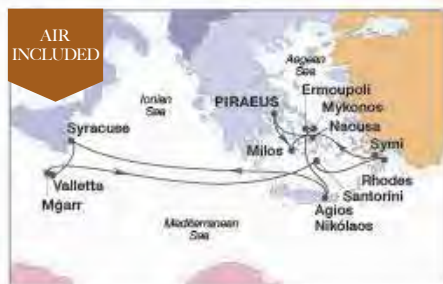 AIR
INCLUDED
Ionian
Sea
Aegean
Sea
Ermoupoli
PIRAEUS
Mykonos
Naousa
Syracuse
Milos
Symi
Valletta
Rhodes
Mġarr
Santorini
Agios
Nikólaos
Mediterranean
Sea